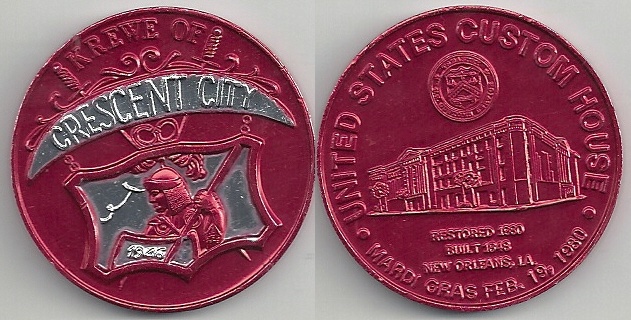 KREWE OF
CRESCENT CITY
1946
UNITED STATES CUSTOM HOUSE
RESTORED 1980
BUILT 1848
NEW ORLEANS, LA.
MARDI GRAS FEB. 19, 1980